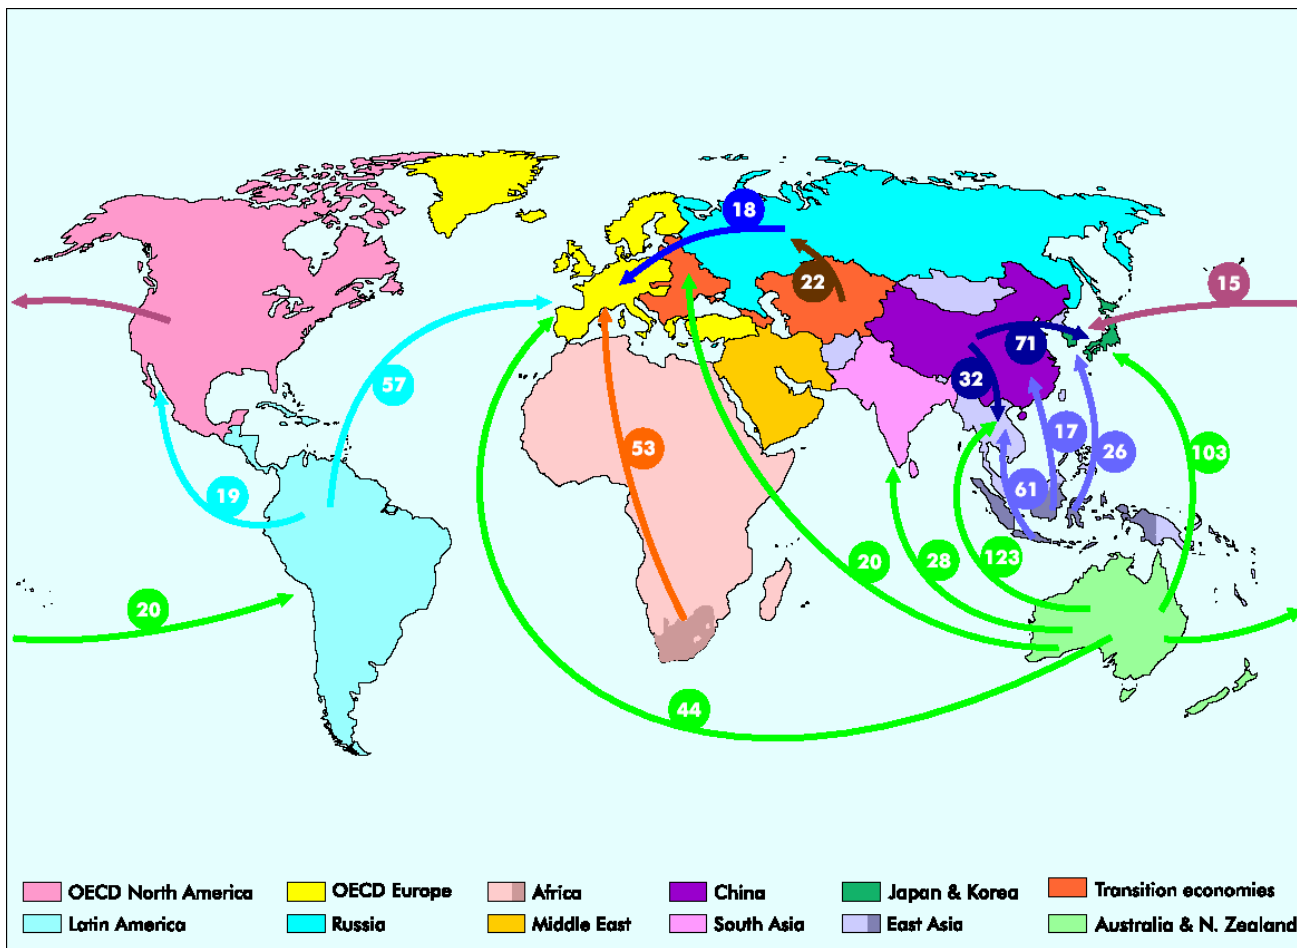 18
22
15
71
57
32
53
17
26
103
19
61
20
28
123
20
44
OECD North America
OECD Europe
Africa
China
Japan & Korea
Transition economies
Latin America
Russia
Middle East
South Asia
East Asia
Australia & N. Zealand